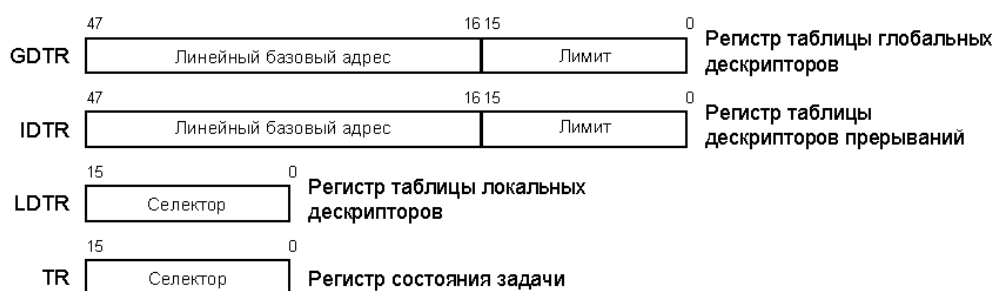 47 16 15 0
GDTR Линейный базовый адрес Лимит Регистр таблицы глобальных
дескрипторов
47 16 15 0
IDTR Линейный базовый адрес Лимит Регистр таблицы
дескрипторов прерываний
15 0
LDTR Селектор Регистр таблицы локальных
дескрипторов
15 0
TR Селектор Регистр состояния задачи